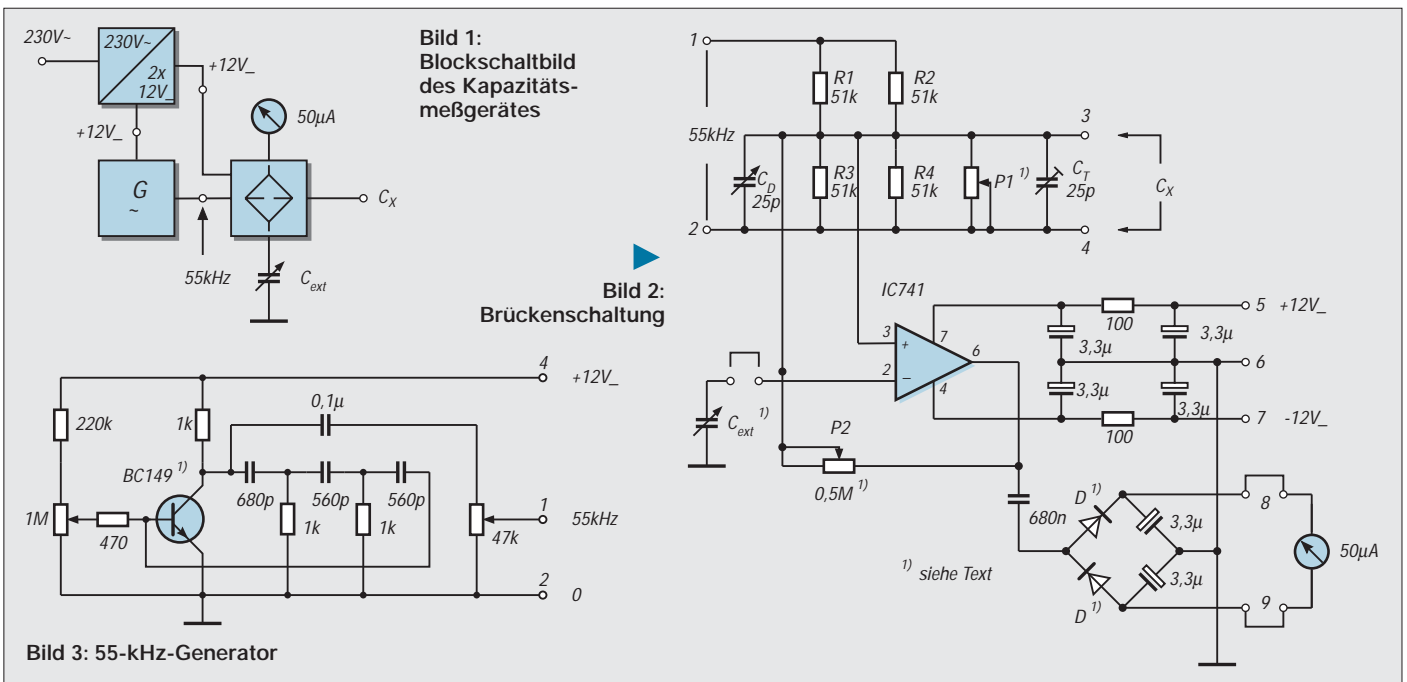 230V~
230V~
2x
12V_
+12V_
+12V_
50µA
G
~
C_X
55kHz
C_ext
Bild 1:
Blockschaltbild
des Kapazitäts-
meßgerätes
Bild 2:
Brückenschaltung
1
R1
51k
R2
51k
3
55kHz
C_D
25p
R3
51k
R4
51k
P1 1)
C_T
25p
C_X
2
4
IC741
3
+
7
6
2
−
4
100
5 +12V_
3,3µ
3,3µ
6
3,3µ
3,3µ
100
7 -12V_
C_ext 1)
P2
0,5M 1)
680n
D 1)
3,3µ
8
50µA
3,3µ
D 1)
9
1) siehe Text
4
+12V_
220k
1k
0,1µ
BC149 1)
680p
560p
560p
1M
470
1k
1k
47k
1
55kHz
2
0
Bild 3: 55-kHz-Generator